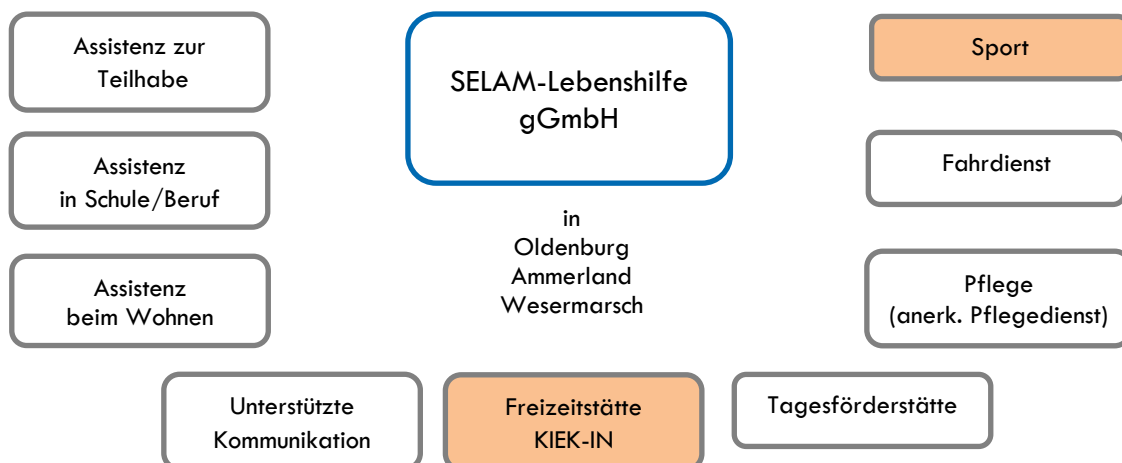 Assistenz zur
Teilhabe
SELAM-Lebenshilfe
gGmbH
Sport
Assistenz
in Schule/Beruf
Fahrdienst
in
Oldenburg
Ammerland
Wesermarsch
Assistenz
beim Wohnen
Pflege
(anerk. Pflegedienst)
Unterstützte
Kommunikation
Freizeitstätte
KIEK-IN
Tagesförderstätte